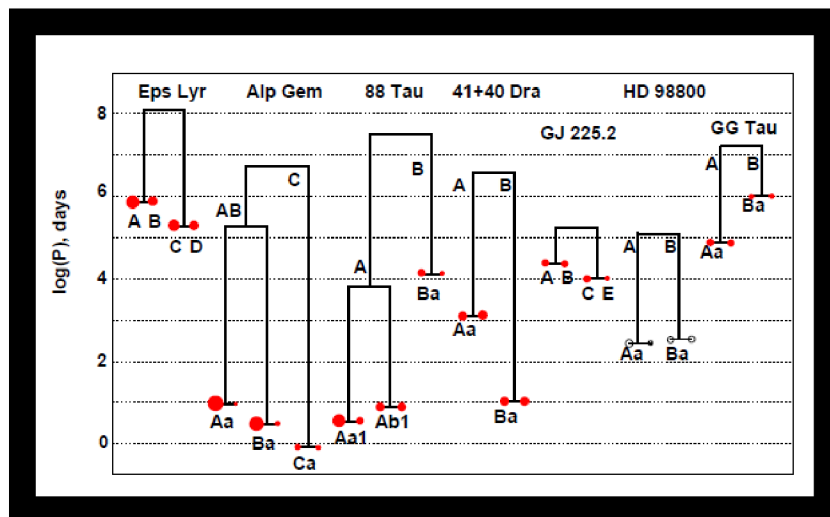 Eps Lyr Alp Gem 88 Tau 41+40 Dra HD 98800
GJ 225.2 GG Tau
8
A B
B
C
A B
6
A B
Ba
AB
C D
A B
Aa
log(P), days
A
4
Ba
A B
C E
Aa
Aa Ba
2
Aa
Ba
Aa1
Ab1
Ba
0
Ca